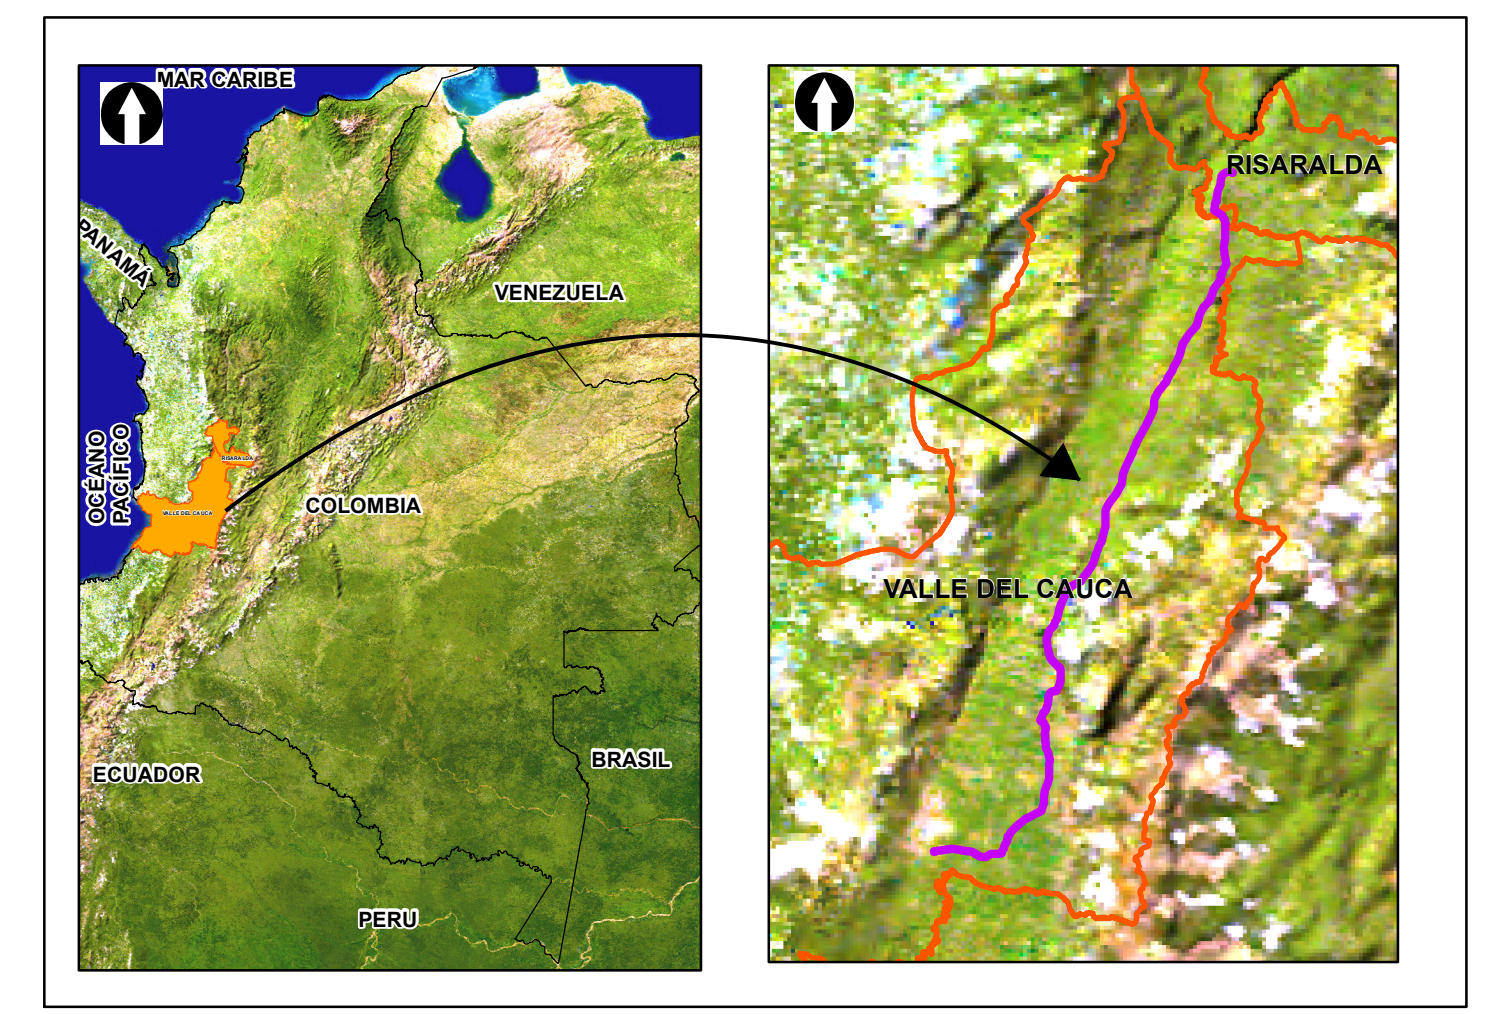 MAR CARIBE
PANAMÁ
VENEZUELA
OCÉANO
PACÍFICO
RISARALDA
VALLE DEL CAUCA
COLOMBIA
BRASIL
ECUADOR
PERU
RISARALDA
VALLE DEL CAUCA